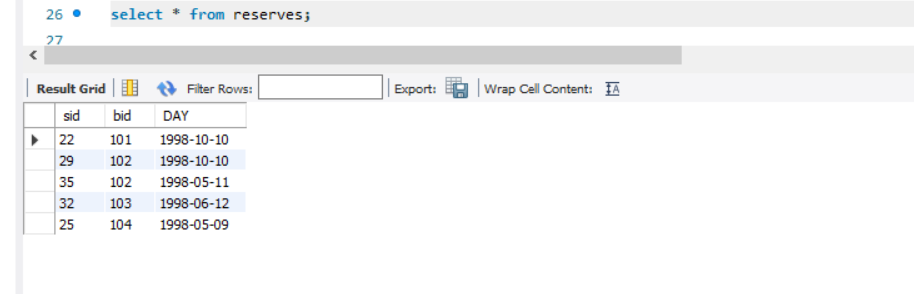 26 select * from reserves;
27
Result Grid Filter Rows: Export: Wrap Cell Content: IA
sid bid DAY
22 101 1998-10-10
29 102 1998-10-10
35 102 1998-05-11
32 103 1998-06-12
25 104 1998-05-09